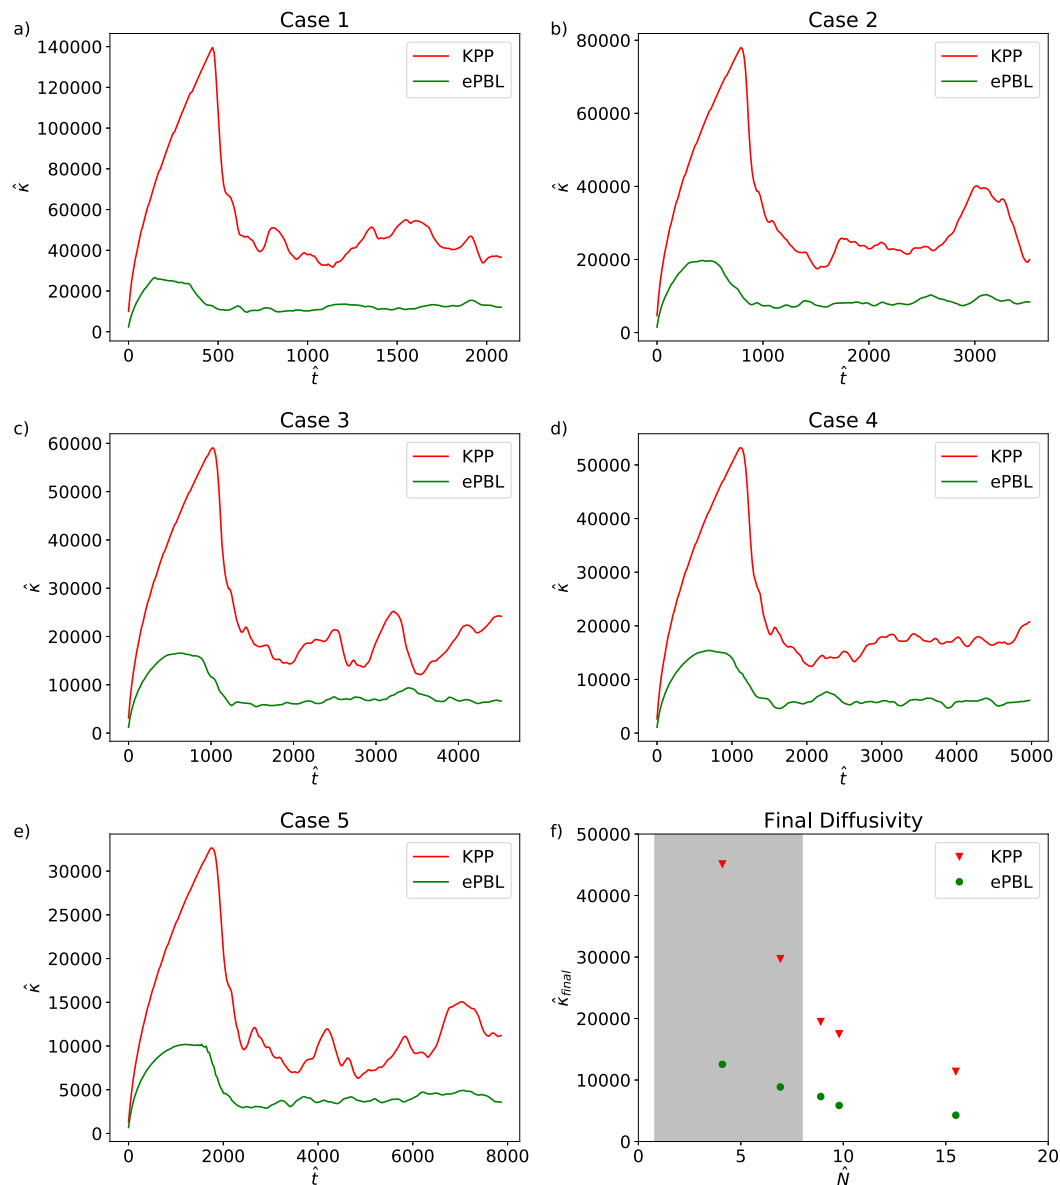 a)
Case 1
140000
120000
100000
80000
60000
40000
20000
0
κ̂
0 500 1000 1500 2000
t̂
KPP
ePBL
b)
Case 2
80000
60000
40000
20000
0
κ̂
0 1000 2000 3000
t̂
KPP
ePBL
c)
Case 3
60000
50000
40000
30000
20000
10000
0
κ̂
0 1000 2000 3000 4000
t̂
KPP
ePBL
d)
Case 4
50000
40000
30000
20000
10000
0
κ̂
0 1000 2000 3000 4000 5000
t̂
KPP
ePBL
e)
Case 5
30000
25000
20000
15000
10000
5000
0
κ̂
0 2000 4000 6000 8000
t̂
KPP
ePBL
f)
Final Diffusivity
50000
40000
30000
20000
10000
0
κ̂final
0 5 10 15 20
N̂
KPP
ePBL